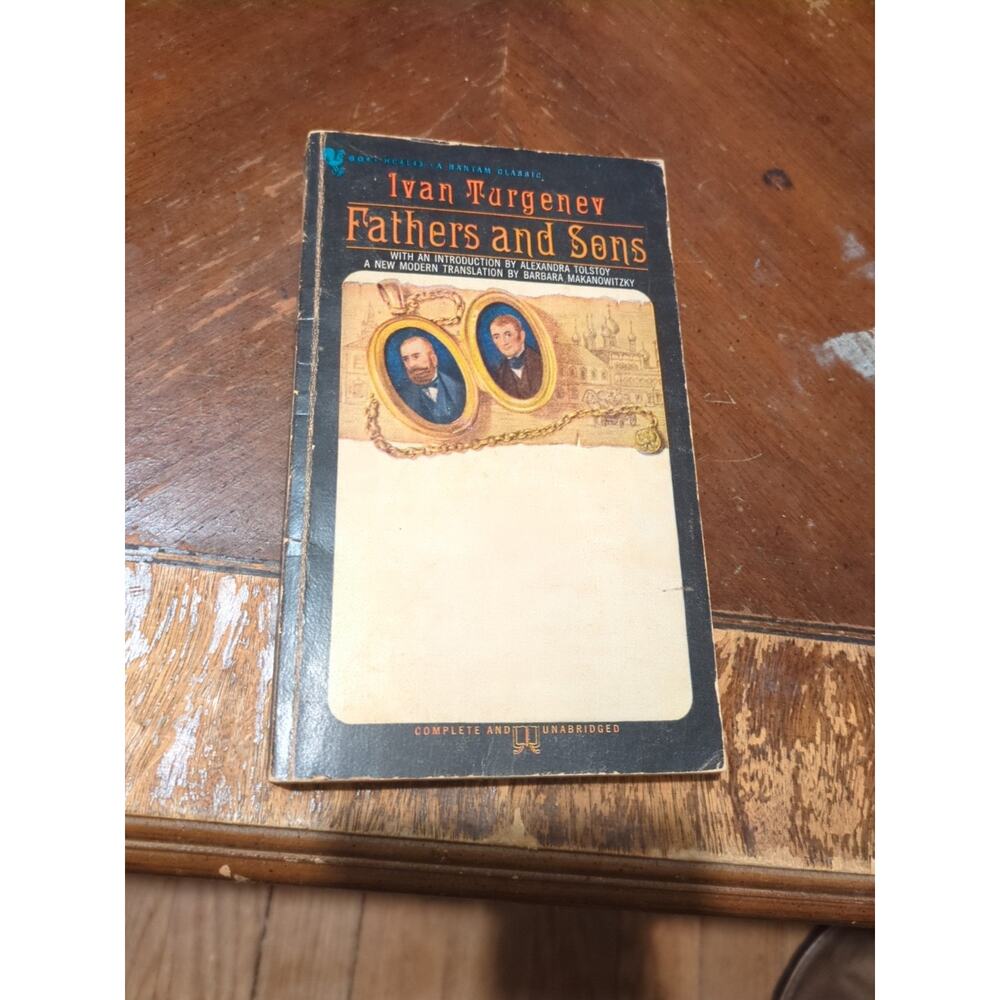 A BANTAM CLASSIC
Ivan Turgenev
Fathers and Sons
WITH AN INTRODUCTION BY ALEXANDRA TOLSTOY
A NEW MODERN TRANSLATION BY BARBARA MAKANOWITZKY
COMPLETE AND UNABRIDGED